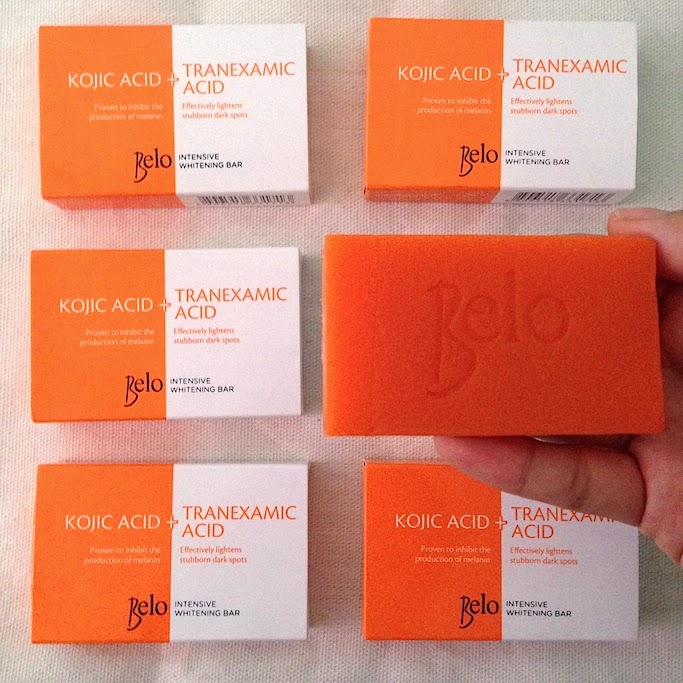 KOJIC ACID +
TRANEXAMIC
ACID
Proven to inhibit the
production of melanin
Effectively lightens
stubborn dark spots
Belo
INTENSIVE
WHITENING BAR
KOJIC ACID +
TRANEXAMIC
ACID
Proven to inhibit the
production of melanin
Effectively lightens
stubborn dark spots
Belo
INTENSIVE
WHITENING BAR
KOJIC ACID +
TRANEXAMIC
ACID
Proven to inhibit the
production of melanin
Effectively lightens
stubborn dark spots
Belo
INTENSIVE
WHITENING BAR
Belo
KOJIC ACID +
TRANEXAMIC
ACID
Proven to inhibit the
production of melanin
Effectively lightens
stubborn dark spots
Belo
INTENSIVE
WHITENING BAR
KOJIC ACID +
TRANEXAMIC
ACID
Proven to inhibit the
production of melanin
Effectively lightens
stubborn dark spots
Belo
INTENSIVE
WHITENING BAR